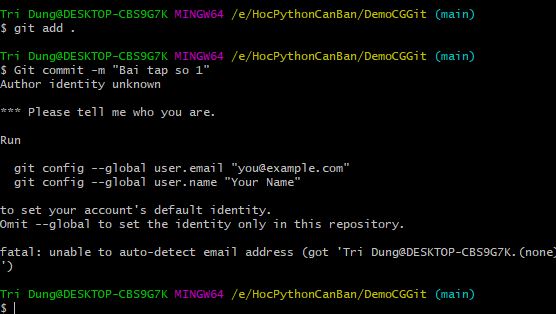 Tri Dung@DESKTOP-CBS9G7K MINGW64 /e/HocPythonCanBan/DemoCGGit (main)
$ git add .
Tri Dung@DESKTOP-CBS9G7K MINGW64 /e/HocPythonCanBan/DemoCGGit (main)
$ Git commit -m "Bai tap so 1"
Author identity unknown
*** Please tell me who you are.
Run
git config --global user.email "you@example.com"
git config --global user.name "Your Name"
to set your account's default identity.
Omit --global to set the identity only in this repository.
fatal: unable to auto-detect email address (got 'Tri Dung@DESKTOP-CBS9G7K.(none)
')
Tri Dung@DESKTOP-CBS9G7K MINGW64 /e/HocPythonCanBan/DemoCGGit (main)
$